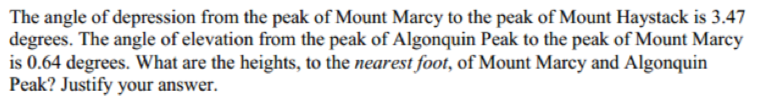 The angle of depression from the peak of Mount Marcy to the peak of Mount Haystack is 3.47
degrees. The angle of elevation from the peak of Algonquin Peak to the peak of Mount Marcy
is 0.64 degrees. What are the heights, to the nearest foot, of Mount Marcy and Algonquin
Peak? Justify your answer.